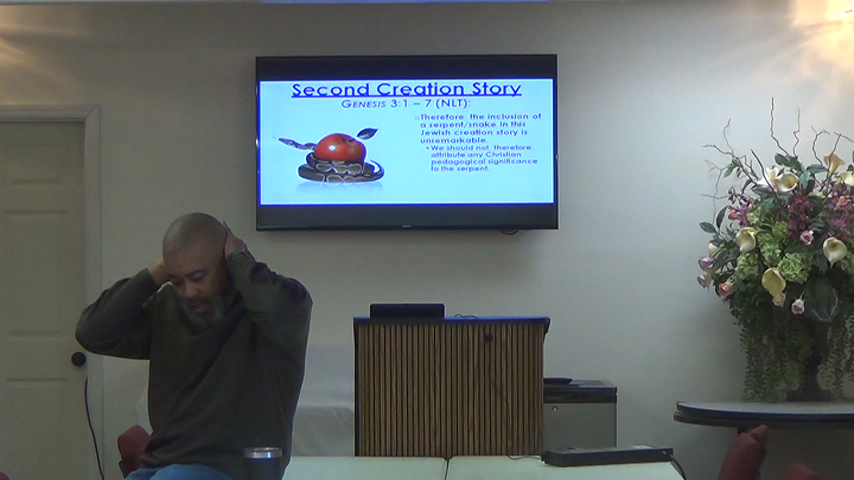 Second Creation Story
Genesis 3:1 – 7 (NLT):
Therefore, the inclusion of
a serpent/snake in this
Jewish creation story is
unremarkable.
• We should not, therefore,
attribute any Christian
pedagogical significance
to the serpent.